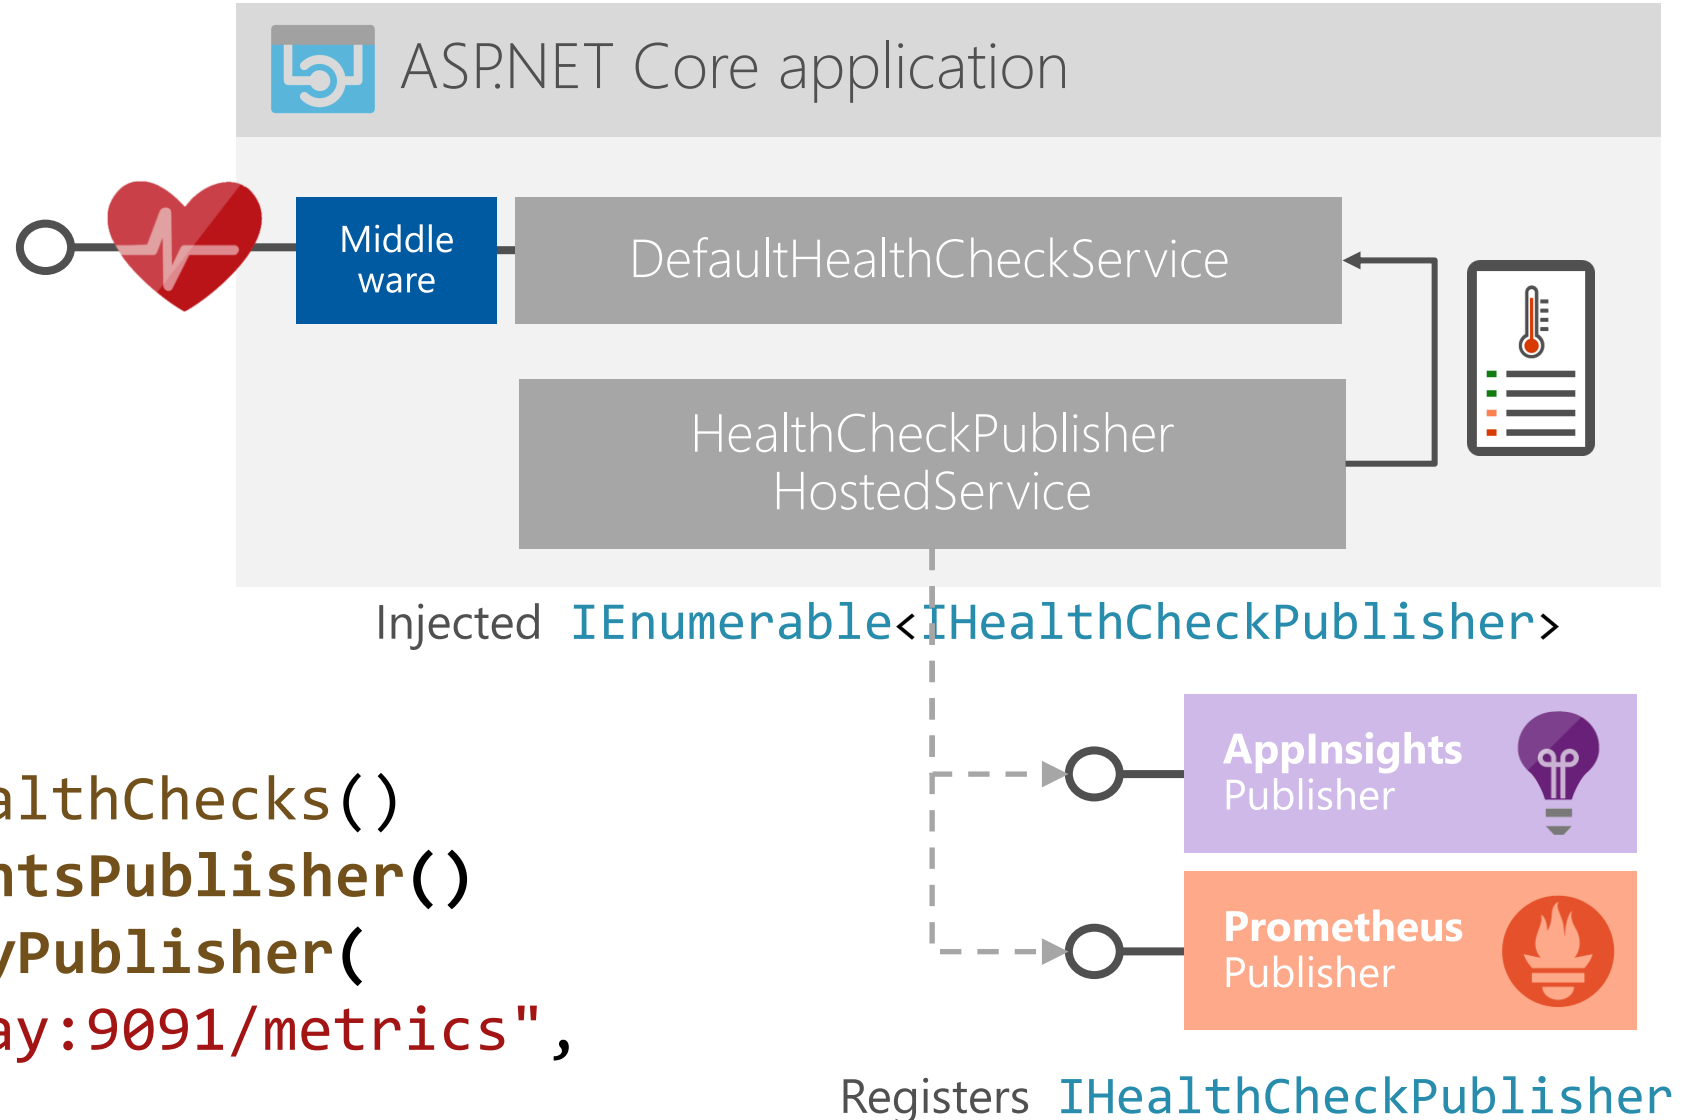 ASP.NET Core application
Middle
ware
DefaultHealthCheckService
HealthCheckPublisher
HostedService
Injected IEnumerable<IHealthCheckPublisher>
AppInsights
Publisher
Prometheus
Publisher
Registers IHealthCheckPublisher
althChecks()
ntsPublisher()
yPublisher(
ay:9091/metrics",